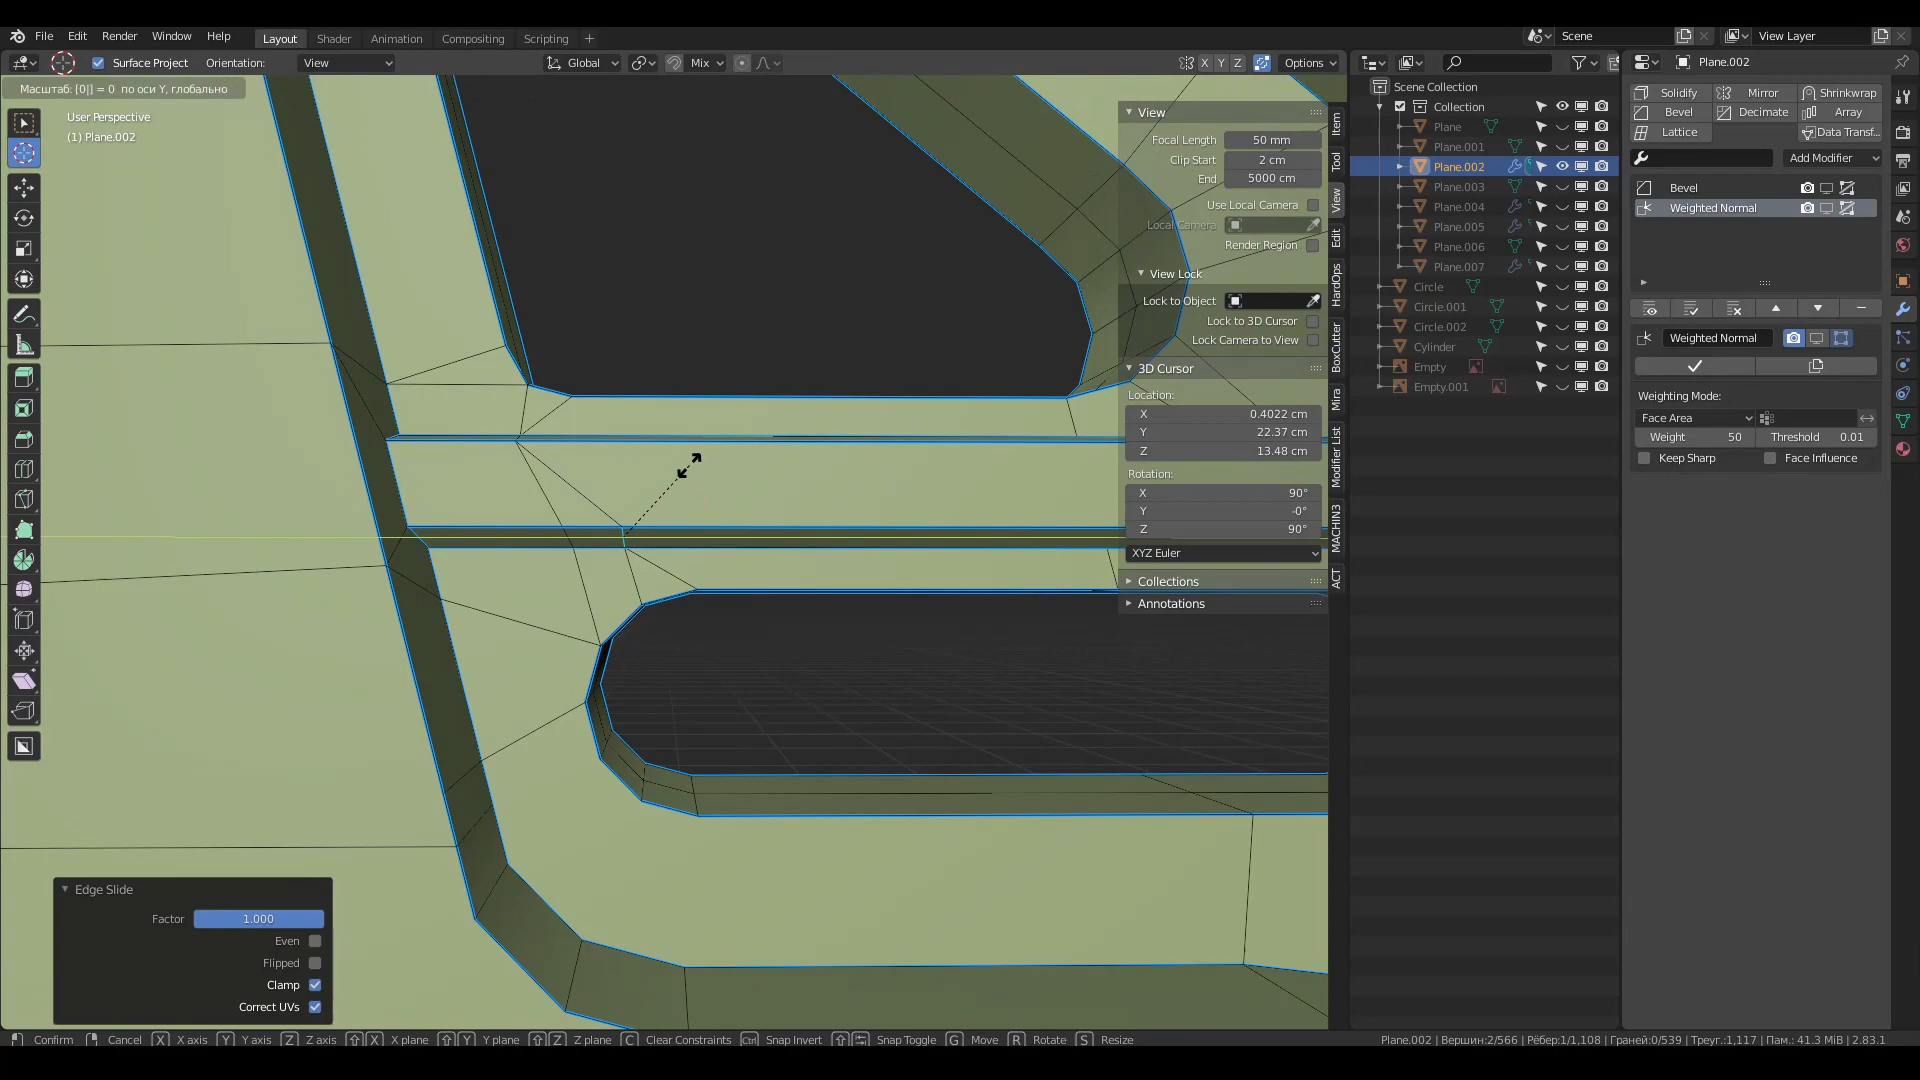 File Edit Render Window Help Layout Shader Animation Compositing Scripting + Scene View Layer
Surface Project Orientation: View Global Mix X Y Z Options Plane.002
Масштаб: [0|] = 0 по оси Y, глобально
User Perspective
(1) Plane.002
View
Focal Length 50 mm
Clip Start 2 cm
End 5000 cm
Use Local Camera
Local Camera
Render Region
View Lock
Lock to Object
Lock to 3D Cursor
Lock Camera to View
3D Cursor
Location:
X 0.4022 cm
Y 22.37 cm
Z 13.48 cm
Rotation:
X 90°
Y -0°
Z 90°
XYZ Euler
Collections
Annotations
Item
Tool
View
Edit
HardOps
BoxCutter
Mira
Modifier List
MACHIN3
ACT
Scene Collection
Collection
Plane
Plane.001
Plane.002
Plane.003
Plane.004
Plane.005
Plane.006
Plane.007
Circle
Circle.001
Circle.002
Cylinder
Empty
Empty.001
Solidify Mirror Shrinkwrap
Bevel Decimate Array
Lattice Data Transf...
Add Modifier
Bevel
Weighted Normal
Weighted Normal
Weighting Mode:
Face Area
Weight 50 Threshold 0.01
Keep Sharp Face Influence
Edge Slide
Factor 1.000
Even
Flipped
Clamp
Correct UVs
Confirm Cancel X X axis Y Y axis Z Z axis X X plane Y Y plane Z Z plane C Clear Constraints Ctrl Snap Invert Snap Toggle G Move R Rotate S Resize Plane.002 | Вершин:2/566 | Рёбер:1/1,108 | Граней:0/539 | Треуг.:1,117 | Пам.: 41.3 MiB | 2.83.1